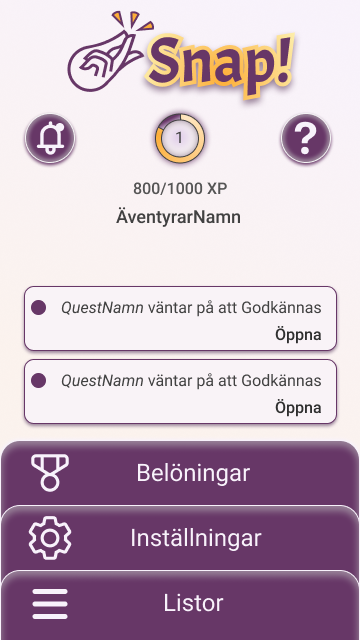 Snap!
1
?
800/1000 XP
ÄventyrarNamn
QuestNamn väntar på att Godkännas
Öppna
QuestNamn väntar på att Godkännas
Öppna
Belöningar
Inställningar
Listor